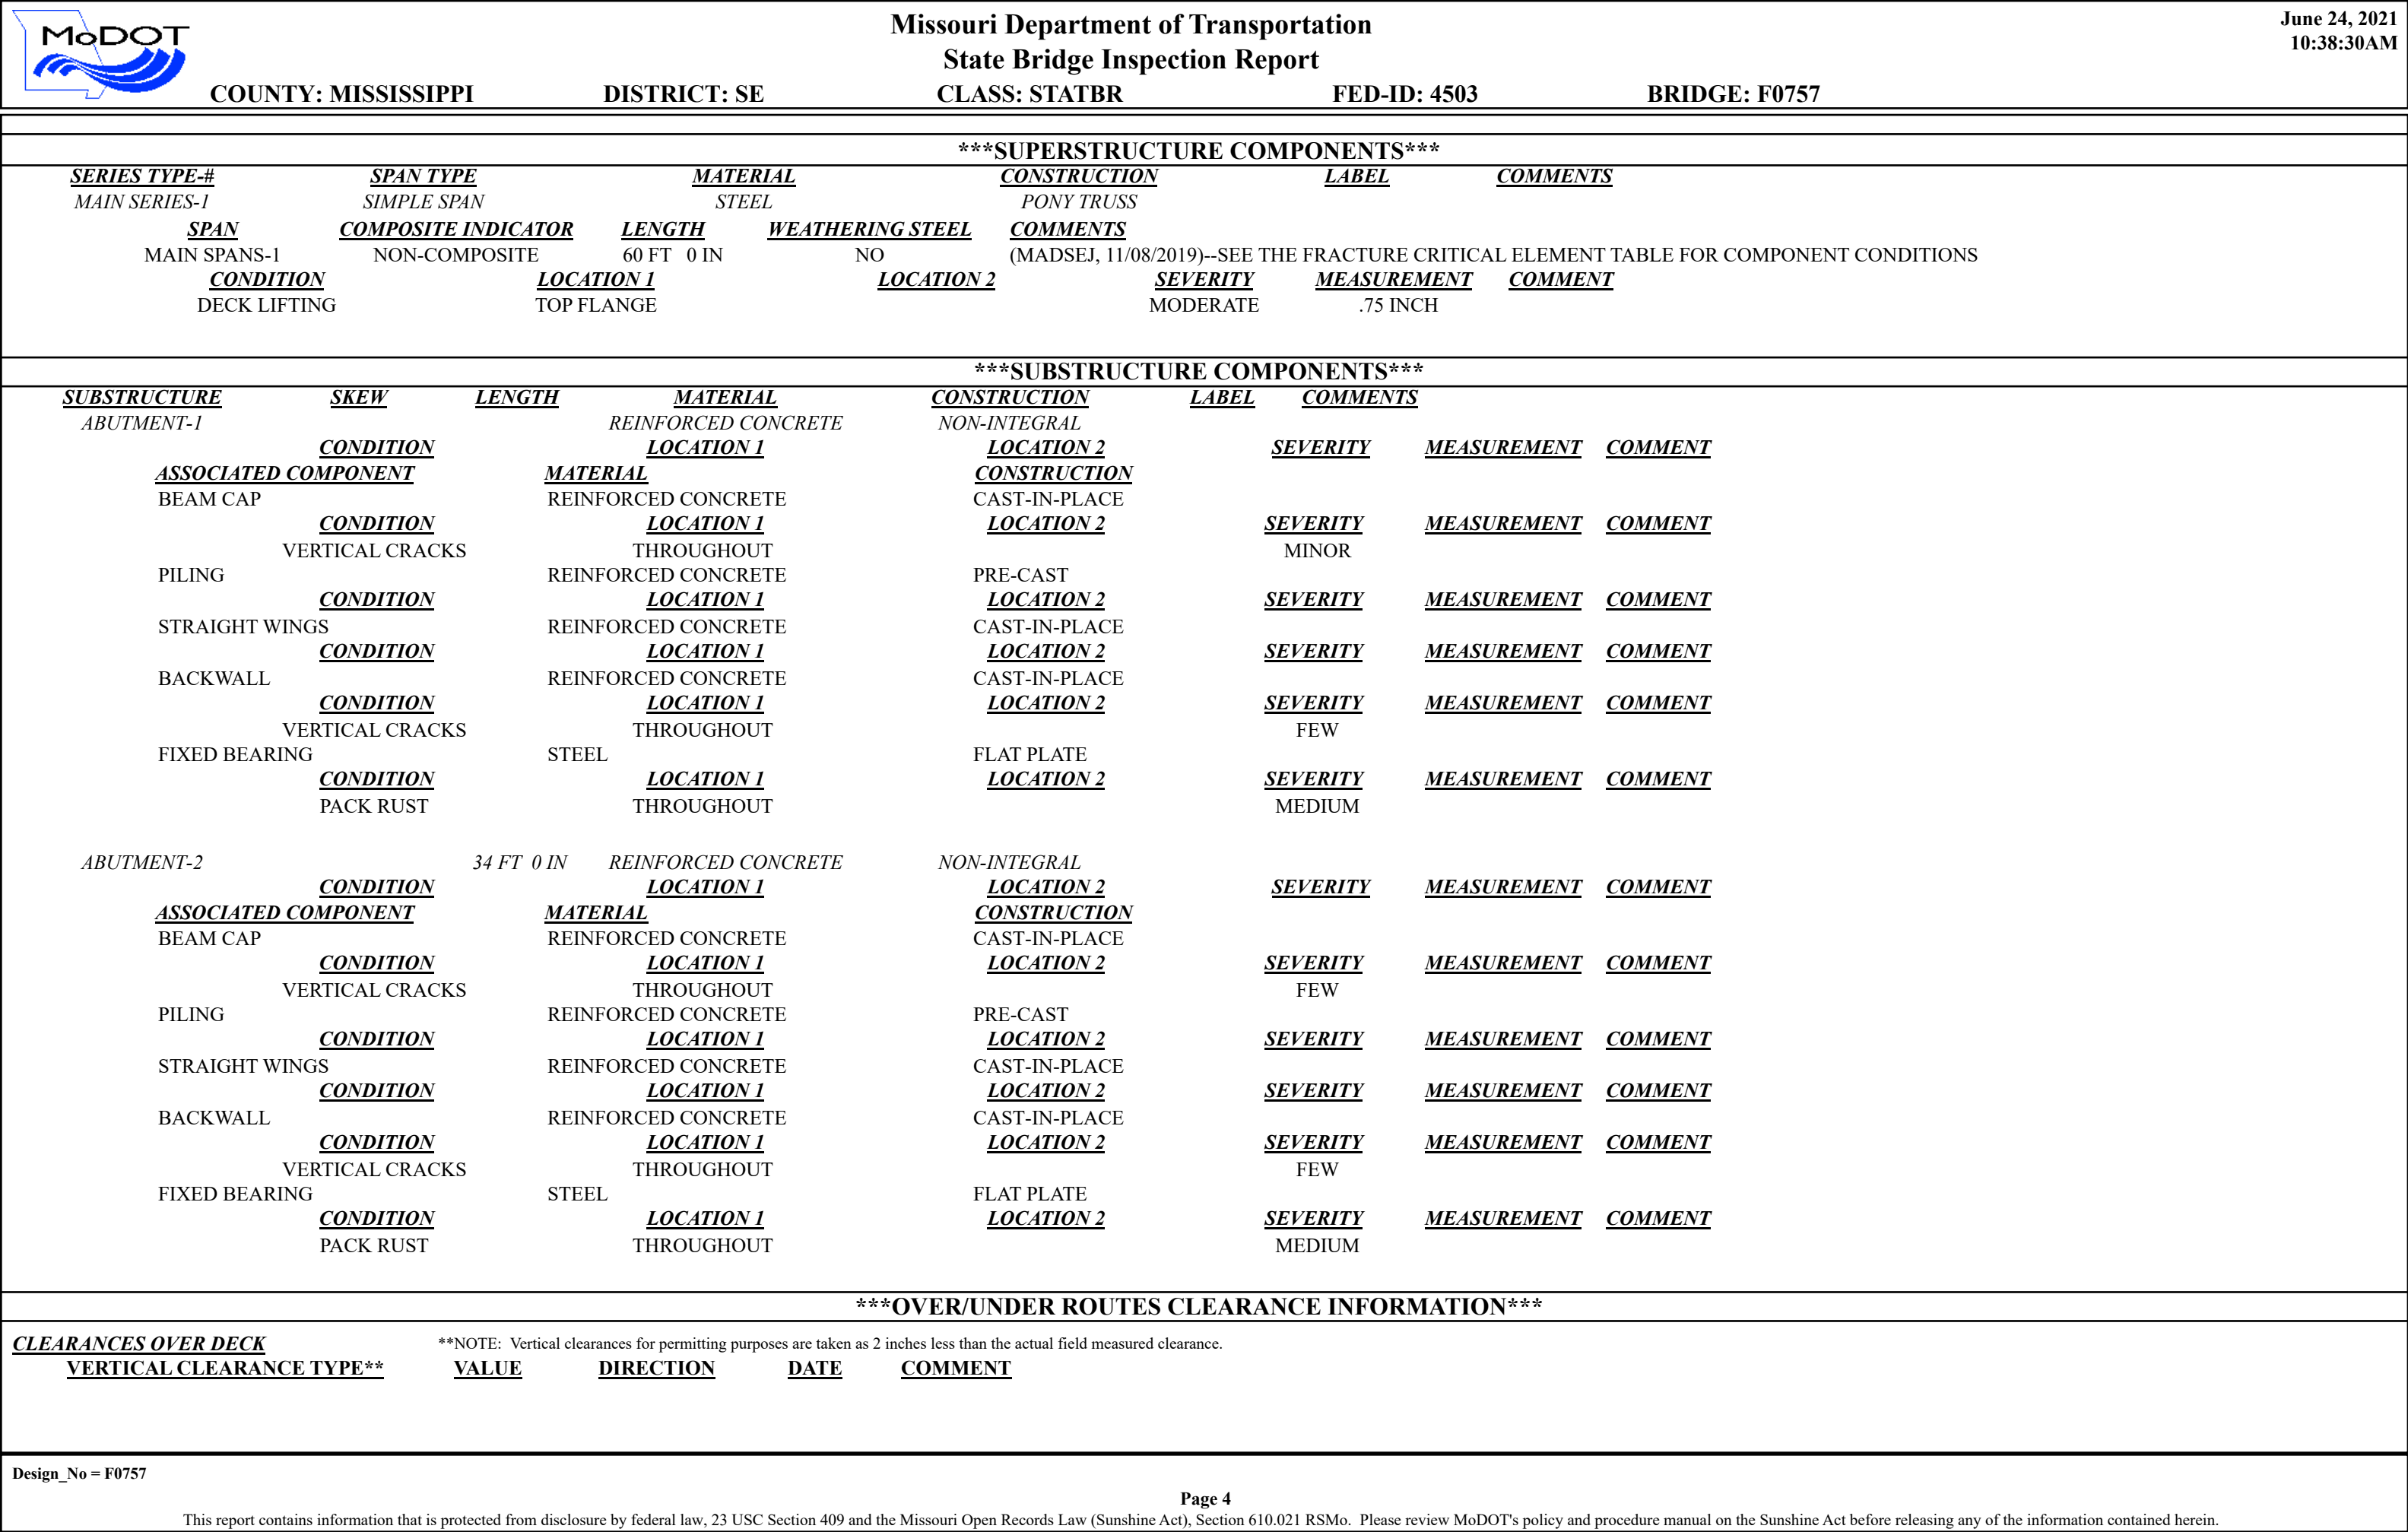 MoDOT
Missouri Department of Transportation
State Bridge Inspection Report
June 24, 2021
10:38:30AM
COUNTY: MISSISSIPPI DISTRICT: SE CLASS: STATBR FED-ID: 4503 BRIDGE: F0757
***SUPERSTRUCTURE COMPONENTS***
SERIES TYPE-# SPAN TYPE MATERIAL CONSTRUCTION LABEL COMMENTS
MAIN SERIES-1 SIMPLE SPAN STEEL PONY TRUSS
SPAN COMPOSITE INDICATOR LENGTH WEATHERING STEEL COMMENTS
MAIN SPANS-1 NON-COMPOSITE 60 FT 0 IN NO (MADSEJ, 11/08/2019)--SEE THE FRACTURE CRITICAL ELEMENT TABLE FOR COMPONENT CONDITIONS
CONDITION LOCATION 1 LOCATION 2 SEVERITY MEASUREMENT COMMENT
DECK LIFTING TOP FLANGE MODERATE .75 INCH
***SUBSTRUCTURE COMPONENTS***
SUBSTRUCTURE SKEW LENGTH MATERIAL CONSTRUCTION LABEL COMMENTS
ABUTMENT-1 REINFORCED CONCRETE NON-INTEGRAL
CONDITION LOCATION 1 LOCATION 2 SEVERITY MEASUREMENT COMMENT
ASSOCIATED COMPONENT MATERIAL CONSTRUCTION
BEAM CAP REINFORCED CONCRETE CAST-IN-PLACE
CONDITION LOCATION 1 LOCATION 2 SEVERITY MEASUREMENT COMMENT
VERTICAL CRACKS THROUGHOUT MINOR
PILING REINFORCED CONCRETE PRE-CAST
CONDITION LOCATION 1 LOCATION 2 SEVERITY MEASUREMENT COMMENT
STRAIGHT WINGS REINFORCED CONCRETE CAST-IN-PLACE
CONDITION LOCATION 1 LOCATION 2 SEVERITY MEASUREMENT COMMENT
BACKWALL REINFORCED CONCRETE CAST-IN-PLACE
CONDITION LOCATION 1 LOCATION 2 SEVERITY MEASUREMENT COMMENT
VERTICAL CRACKS THROUGHOUT FEW
FIXED BEARING STEEL FLAT PLATE
CONDITION LOCATION 1 LOCATION 2 SEVERITY MEASUREMENT COMMENT
PACK RUST THROUGHOUT MEDIUM
ABUTMENT-2 34 FT 0 IN REINFORCED CONCRETE NON-INTEGRAL
CONDITION LOCATION 1 LOCATION 2 SEVERITY MEASUREMENT COMMENT
ASSOCIATED COMPONENT MATERIAL CONSTRUCTION
BEAM CAP REINFORCED CONCRETE CAST-IN-PLACE
CONDITION LOCATION 1 LOCATION 2 SEVERITY MEASUREMENT COMMENT
VERTICAL CRACKS THROUGHOUT FEW
PILING REINFORCED CONCRETE PRE-CAST
CONDITION LOCATION 1 LOCATION 2 SEVERITY MEASUREMENT COMMENT
STRAIGHT WINGS REINFORCED CONCRETE CAST-IN-PLACE
CONDITION LOCATION 1 LOCATION 2 SEVERITY MEASUREMENT COMMENT
BACKWALL REINFORCED CONCRETE CAST-IN-PLACE
CONDITION LOCATION 1 LOCATION 2 SEVERITY MEASUREMENT COMMENT
VERTICAL CRACKS THROUGHOUT FEW
FIXED BEARING STEEL FLAT PLATE
CONDITION LOCATION 1 LOCATION 2 SEVERITY MEASUREMENT COMMENT
PACK RUST THROUGHOUT MEDIUM
***OVER/UNDER ROUTES CLEARANCE INFORMATION***
CLEARANCES OVER DECK **NOTE: Vertical clearances for permitting purposes are taken as 2 inches less than the actual field measured clearance.
VERTICAL CLEARANCE TYPE** VALUE DIRECTION DATE COMMENT
Design_No = F0757
Page 4
This report contains information that is protected from disclosure by federal law, 23 USC Section 409 and the Missouri Open Records Law (Sunshine Act), Section 610.021 RSMo. Please review MoDOT's policy and procedure manual on the Sunshine Act before releasing any of the information contained herein.